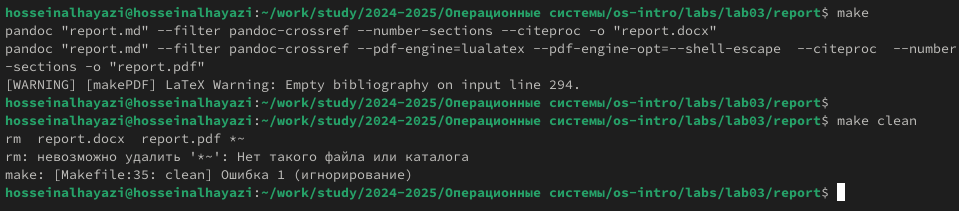 hosseinalhayazi@hosseinalhayazi:~/work/study/2024-2025/Операционные системы/os-intro/labs/lab03/report$ make
pandoc "report.md" --filter pandoc-crossref --number-sections --citeproc -o "report.docx"
pandoc "report.md" --filter pandoc-crossref --pdf-engine=lualatex --pdf-engine-opt=--shell-escape  --citeproc  --number
-sections -o "report.pdf"
[WARNING] [makePDF] LaTeX Warning: Empty bibliography on input line 294.
hosseinalhayazi@hosseinalhayazi:~/work/study/2024-2025/Операционные системы/os-intro/labs/lab03/report$
hosseinalhayazi@hosseinalhayazi:~/work/study/2024-2025/Операционные системы/os-intro/labs/lab03/report$ make clean
rm  report.docx  report.pdf *~
rm: невозможно удалить '*~': Нет такого файла или каталога
make: [Makefile:35: clean] Ошибка 1 (игнорирование)
hosseinalhayazi@hosseinalhayazi:~/work/study/2024-2025/Операционные системы/os-intro/labs/lab03/report$